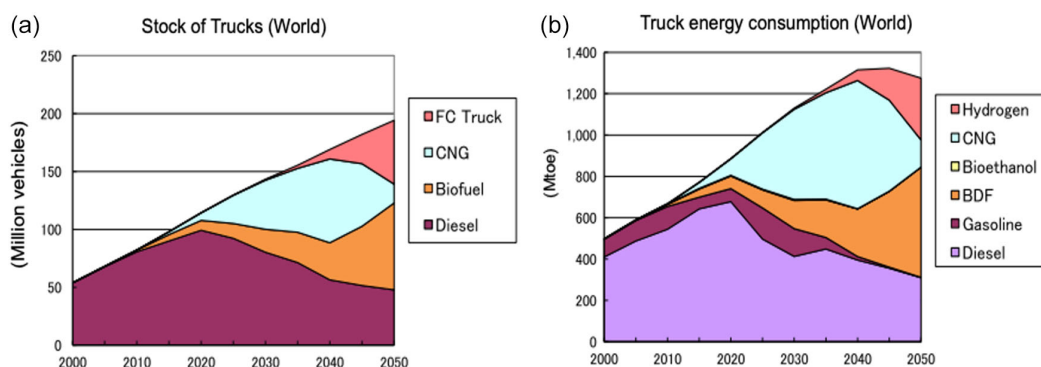 (a)
Stock of Trucks (World)
(Million vehicles)
250
200
150
100
50
0
2000
2010
2020
2030
2040
2050
FC Truck
CNG
Biofuel
Diesel
(b)
Truck energy consumption (World)
(Mtoe)
1,400
1,200
1,000
800
600
400
200
0
2000
2010
2020
2030
2040
2050
Hydrogen
CNG
Bioethanol
BDF
Gasoline
Diesel